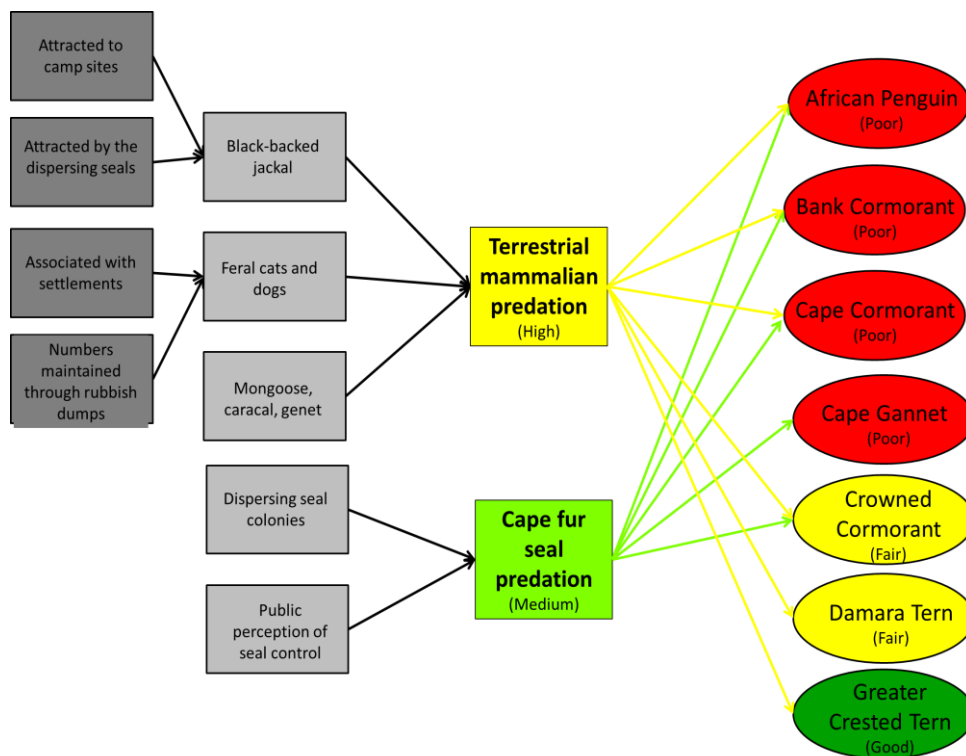 Attracted to
camp sites
Attracted by the
dispersing seals
Associated with
settlements
Numbers
maintained
through rubbish
dumps
Black-backed
jackal
Feral cats and
dogs
Mongoose,
caracal, genet
Dispersing seal
colonies
Public
perception of
seal control
Terrestrial
mammalian
predation
(High)
Cape fur
seal
predation
(Medium)
African Penguin
(Poor)
Bank Cormorant
(Poor)
Cape Cormorant
(Poor)
Cape Gannet
(Poor)
Crowned
Cormorant
(Fair)
Damara Tern
(Fair)
Greater
Crested Tern
(Good)